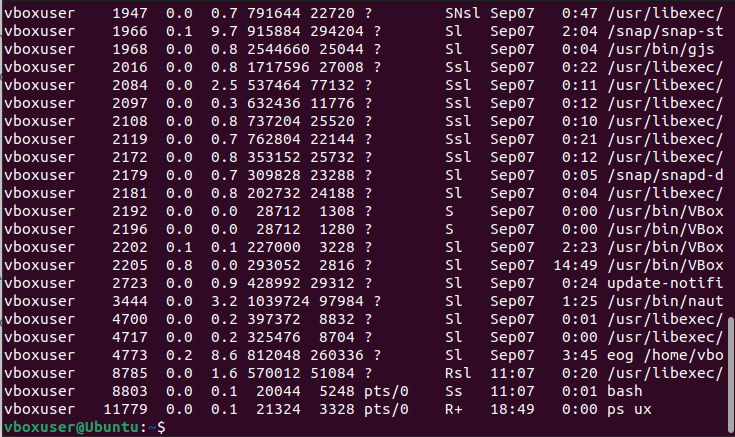 vboxuser    1947  0.0  0.7 791644 22720 ?        SNsl Sep07   0:47 /usr/libexec/
vboxuser    1966  0.1  9.7 915884 294204 ?       Sl   Sep07   2:04 /snap/snap-st
vboxuser    1968  0.0  0.8 2544660 25044 ?       Sl   Sep07   0:04 /usr/bin/gjs
vboxuser    2016  0.0  0.8 1717596 27008 ?       Ssl  Sep07   0:22 /usr/libexec/
vboxuser    2084  0.0  2.5 537464 77132 ?        Ssl  Sep07   0:11 /usr/libexec/
vboxuser    2097  0.0  0.3 632436 11776 ?        Ssl  Sep07   0:12 /usr/libexec/
vboxuser    2108  0.0  0.8 737204 25520 ?        Ssl  Sep07   0:10 /usr/libexec/
vboxuser    2119  0.0  0.7 762804 22144 ?        Ssl  Sep07   0:21 /usr/libexec/
vboxuser    2172  0.0  0.8 353152 25732 ?        Ssl  Sep07   0:12 /usr/libexec/
vboxuser    2179  0.0  0.7 309828 23288 ?        Sl   Sep07   0:05 /snap/snapd-d
vboxuser    2181  0.0  0.8 202732 24188 ?        Sl   Sep07   0:04 /usr/libexec/
vboxuser    2192  0.0  0.0  28712  1308 ?        S    Sep07   0:00 /usr/bin/VBox
vboxuser    2196  0.0  0.0  28712  1280 ?        S    Sep07   0:00 /usr/bin/VBox
vboxuser    2202  0.1  0.1 227000  3228 ?        Sl   Sep07   2:23 /usr/bin/VBox
vboxuser    2205  0.8  0.0 293052  2816 ?        Sl   Sep07  14:49 /usr/bin/VBox
vboxuser    2723  0.0  0.9 428992 29312 ?        Sl   Sep07   0:24 update-notifi
vboxuser    3444  0.0  3.2 1039724 97984 ?       Sl   Sep07   1:25 /usr/bin/naut
vboxuser    4700  0.0  0.2 397372  8832 ?        Sl   Sep07   0:01 /usr/libexec/
vboxuser    4717  0.0  0.2 325476  8704 ?        Sl   Sep07   0:00 /usr/libexec/
vboxuser    4773  0.2  8.6 812048 260336 ?       Sl   Sep07   3:45 eog /home/vbo
vboxuser    8785  0.0  1.6 570012 51084 ?        Rsl  11:07   0:20 /usr/libexec/
vboxuser    8803  0.0  0.1  20044  5248 pts/0    Ss   11:07   0:01 bash
vboxuser   11779  0.0  0.1  21324  3328 pts/0    R+   18:49   0:00 ps ux
vboxuser@Ubuntu:~$